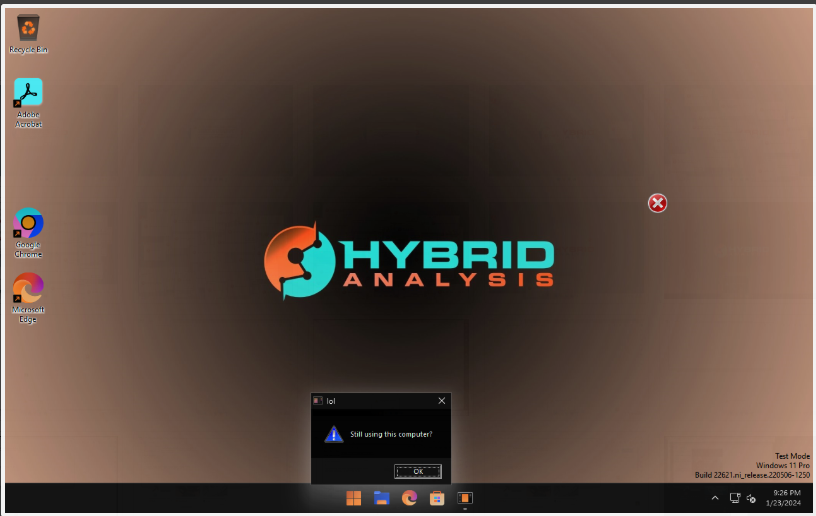 Recycle Bin
Adobe
Acrobat
Google
Chrome
Microsoft
Edge
HYBRID
ANALYSIS
lol
Still using this computer?
OK
Test Mode
Windows 11 Pro
Build 22621.ni_release.220506-1250
9:26 PM
1/23/2024